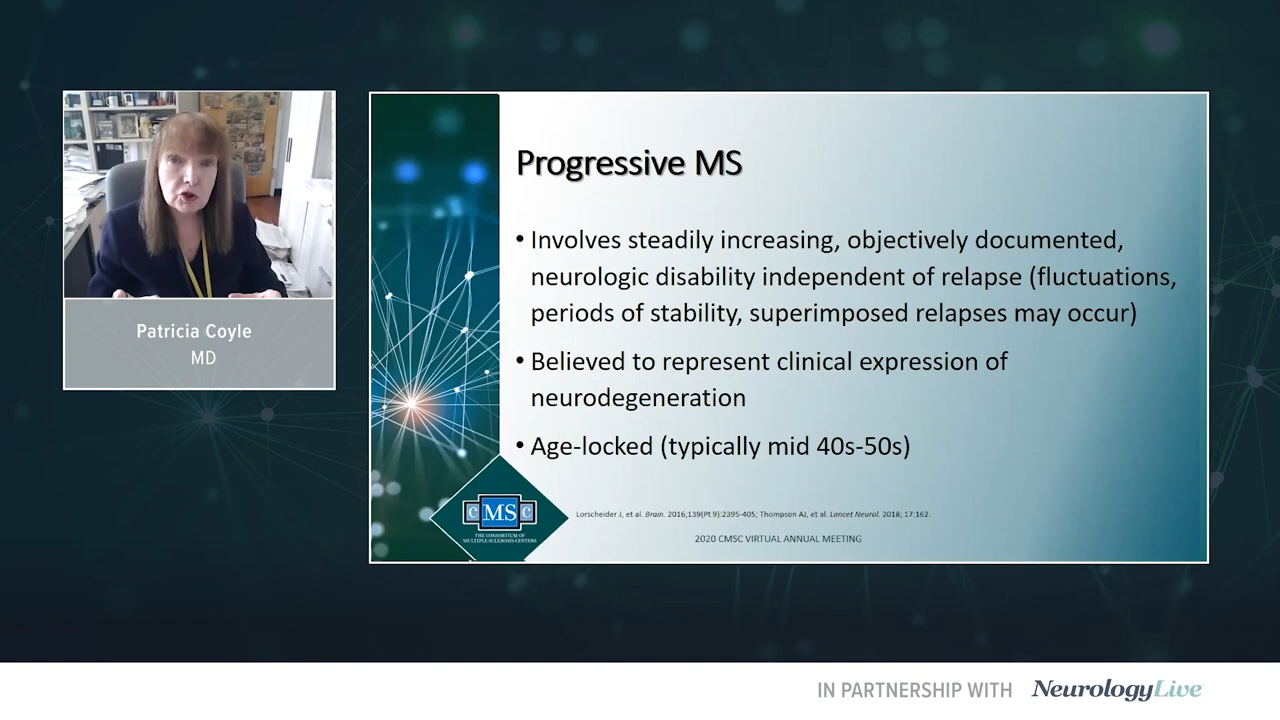 Patricia Coyle
MD
Progressive MS
• Involves steadily increasing, objectively documented,
neurologic disability independent of relapse (fluctuations,
periods of stability, superimposed relapses may occur)
• Believed to represent clinical expression of
neurodegeneration
• Age-locked (typically mid 40s-50s)
C MS C
THE CONSORTIUM OF
MULTIPLE SCLEROSIS CENTERS
Lorscheider J, et al. Brain. 2016;139(Pt 9):2395-405; Thompson AJ, et al. Lancet Neurol. 2018; 17:162.
2020 CMSC VIRTUAL ANNUAL MEETING
IN PARTNERSHIP WITH NeurologyLive